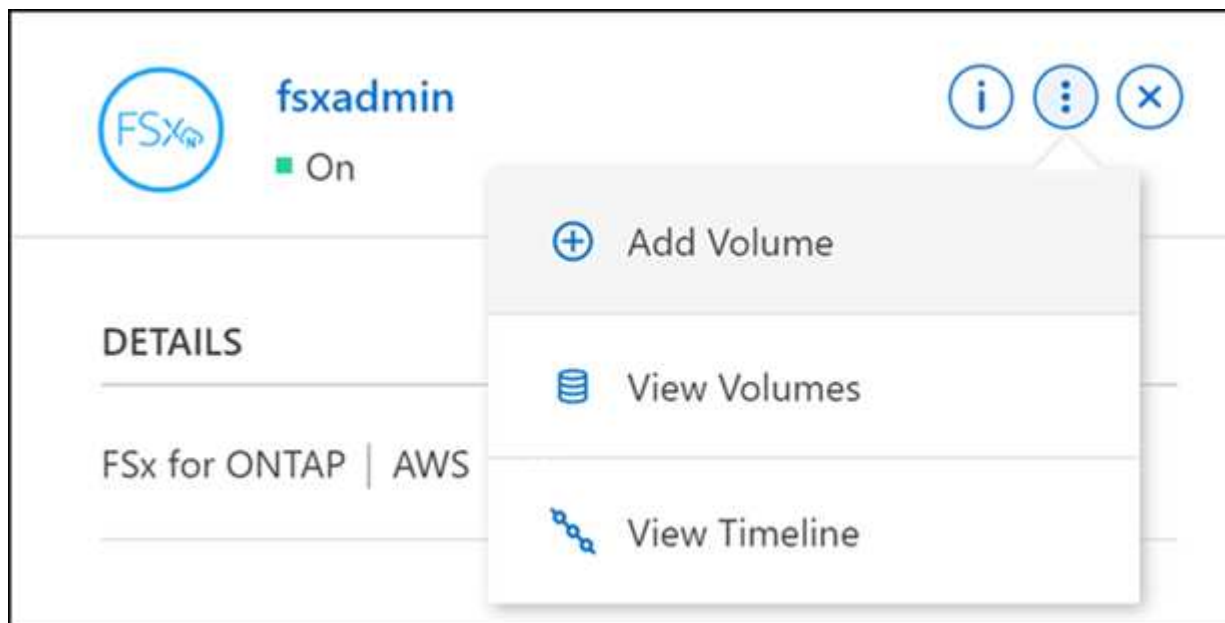 FSx
N
fsxadmin
i
On
Add Volume
DETAILS
View Volumes
FSx for ONTAP | AWS
View Timeline